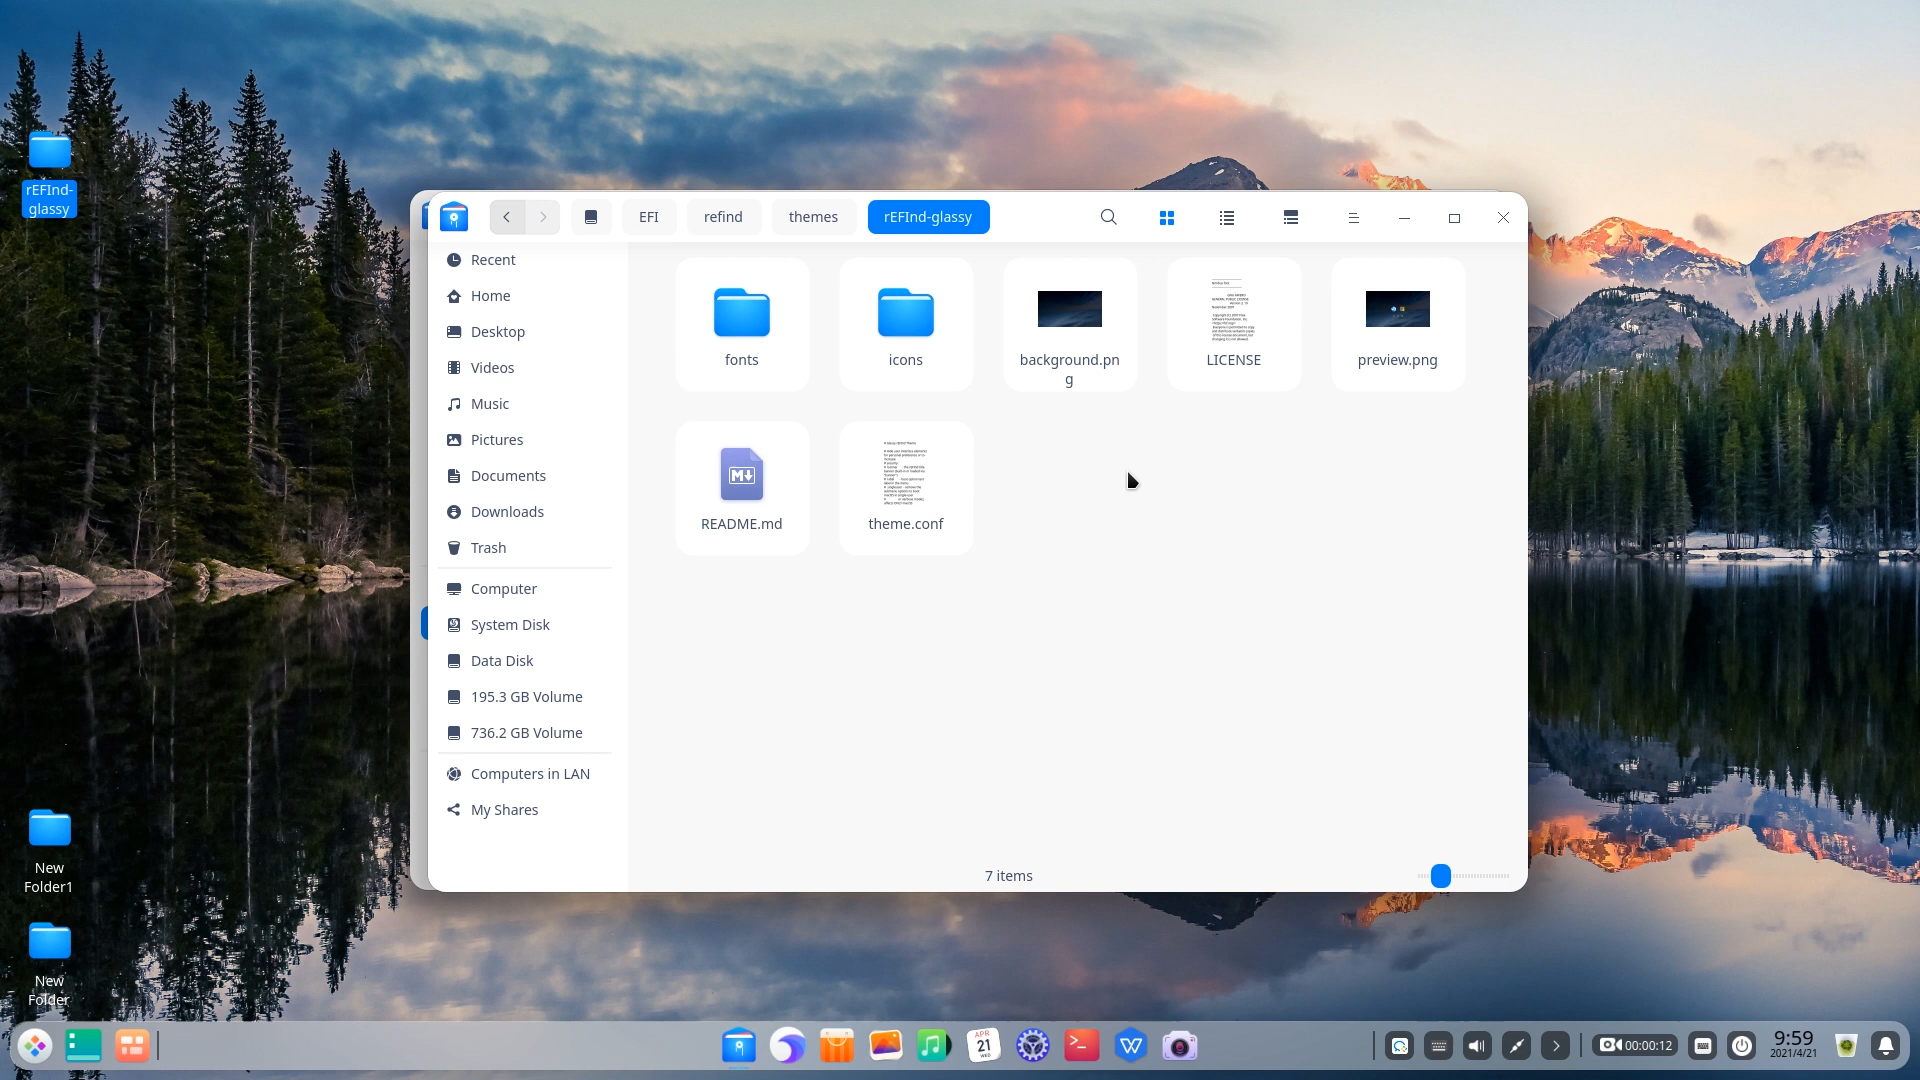 rEFInd-
glassy
EFI
refind
themes
rEFInd-glassy
Recent
Home
Desktop
Videos
Music
Pictures
Documents
Downloads
Trash
Computer
System Disk
Data Disk
195.3 GB Volume
736.2 GB Volume
Computers in LAN
My Shares
fonts
icons
background.pn
g
LICENSE
preview.png
M
README.md
theme.conf
7 items
New
Folder1
New
Folder
APR
21
WED
W
00:00:12
9:59
2021/4/21